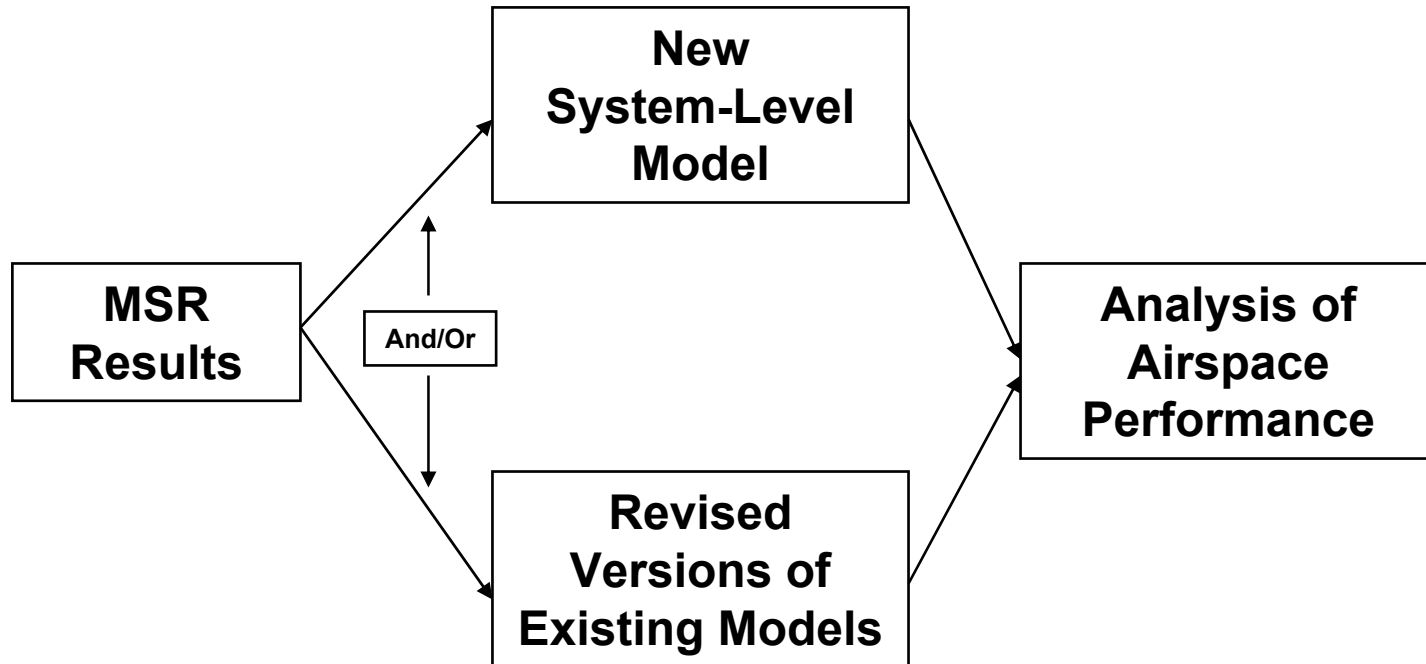 New
System-Level
Model
MSR
Results
And/Or
Analysis of
Airspace
Performance
Revised
Versions of
Existing Models